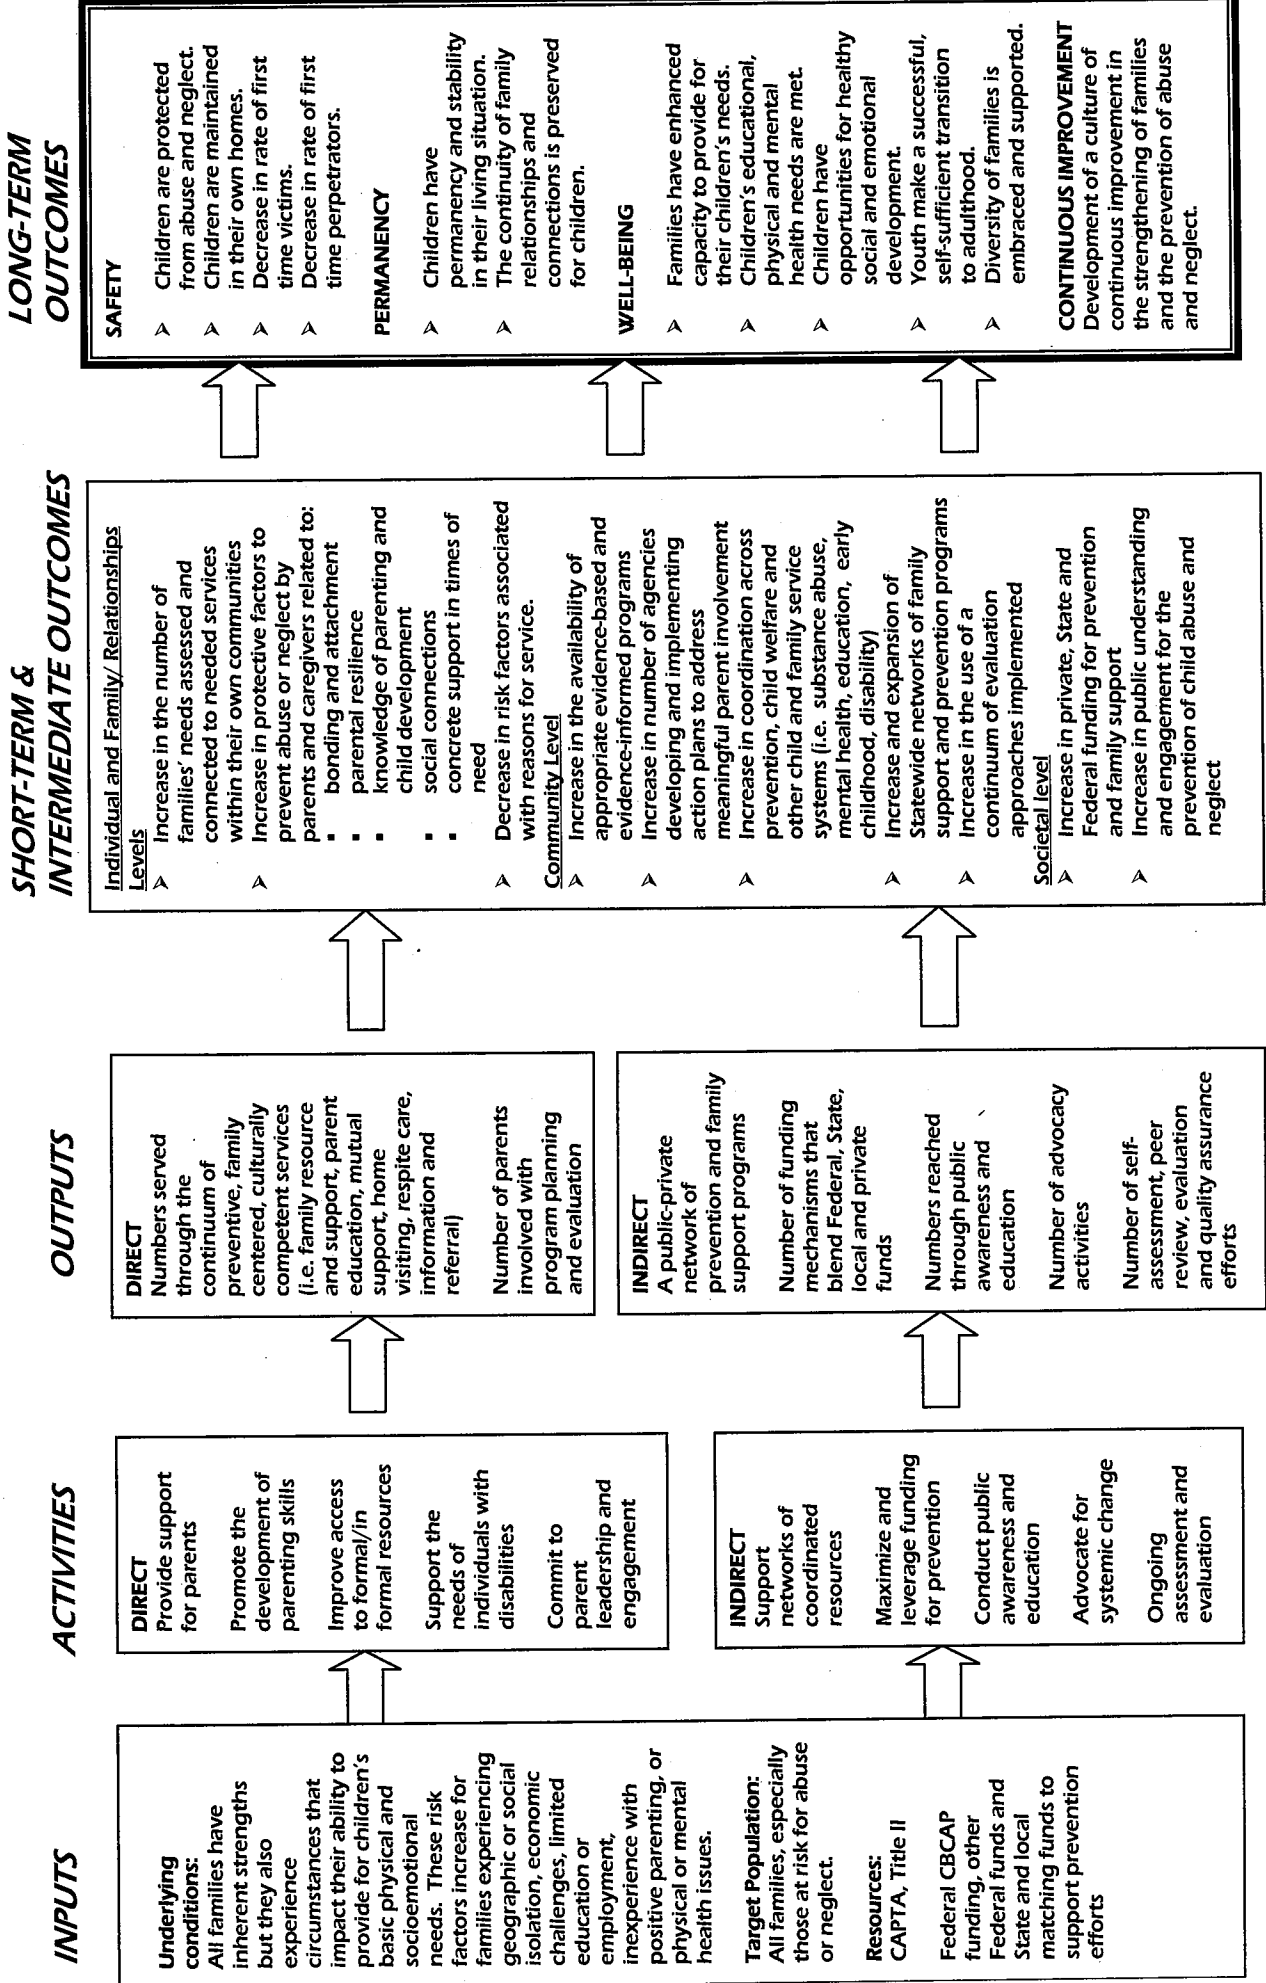 INPUTS
Underlying
conditions:
All families have
inherent strengths
but they also
experience
circumstances that
impact their ability to
provide for children's
basic physical and
socioemotional
needs. These risk
factors increase for
families experiencing
geographic or social
isolation, economic
challenges, limited
education or
employment,
inexperience with
positive parenting, or
physical or mental
health issues.
Target Population:
All families, especially
those at risk for abuse
or neglect.
Resources:
CAPTA, Title II
Federal CBCAP
funding, other
Federal funds and
State and local
matching funds to
support prevention
efforts
ACTIVITIES
DIRECT
Provide support
for parents
Promote the
development of
parenting skills
Improve access
to formal/in
formal resources
Support the
needs of
individuals with
disabilities
Commit to
parent
leadership and
engagement
INDIRECT
Support
networks of
coordinated
resources
Maximize and
leverage funding
for prevention
Conduct public
awareness and
education
Advocate for
systemic change
Ongoing
assessment and
evaluation
OUTPUTS
DIRECT
Numbers served
through the
continuum of
preventive, family
centered, culturally
competent services
(i.e. family resource
and support, parent
education, mutual
support, home
visiting, respite care,
information and
referral)
Number of parents
involved with
program planning
and evaluation
INDIRECT
A public-private
network of
prevention and family
support programs
Number of funding
mechanisms that
blend Federal, State,
local and private
funds
Numbers reached
through public
awareness and
education
Number of advocacy
activities
Number of self-
assessment, peer
review, evaluation
and quality assurance
efforts
SHORT-TERM &
INTERMEDIATE OUTCOMES
Individual and Family/ Relationships
Levels
➢ Increase in the number of
families' needs assessed and
connected to needed services
within their own communities
➢ Increase in protective factors to
prevent abuse or neglect by
parents and caregivers related to:
▪ bonding and attachment
▪ parental resilience
▪ knowledge of parenting and
child development
▪ social connections
▪ concrete support in times of
need
➢ Decrease in risk factors associated
with reasons for service.
Community Level
➢ Increase in the availability of
appropriate evidence-based and
evidence-informed programs
➢ Increase in number of agencies
developing and implementing
action plans to address
meaningful parent involvement
➢ Increase in coordination across
prevention, child welfare and
other child and family service
systems (i.e. substance abuse,
mental health, education, early
childhood, disability)
➢ Increase and expansion of
Statewide networks of family
support and prevention programs
➢ Increase in the use of a
continuum of evaluation
approaches implemented
Societal level
➢ Increase in private, State and
Federal funding for prevention
and family support
➢ Increase in public understanding
and engagement for the
prevention of child abuse and
neglect
LONG-TERM
OUTCOMES
SAFETY
➢ Children are protected
from abuse and neglect.
➢ Children are maintained
in their own homes.
➢ Decrease in rate of first
time victims.
➢ Decrease in rate of first
time perpetrators.
PERMANENCY
➢ Children have
permanency and stability
in their living situation.
➢ The continuity of family
relationships and
connections is preserved
for children.
WELL-BEING
➢ Families have enhanced
capacity to provide for
their children's needs.
➢ Children's educational,
physical and mental
health needs are met.
➢ Children have
opportunities for healthy
social and emotional
development.
➢ Youth make a successful,
self-sufficient transition
to adulthood.
➢ Diversity of families is
embraced and supported.
CONTINUOUS IMPROVEMENT
Development of a culture of
continuous improvement in
the strengthening of families
and the prevention of abuse
and neglect.